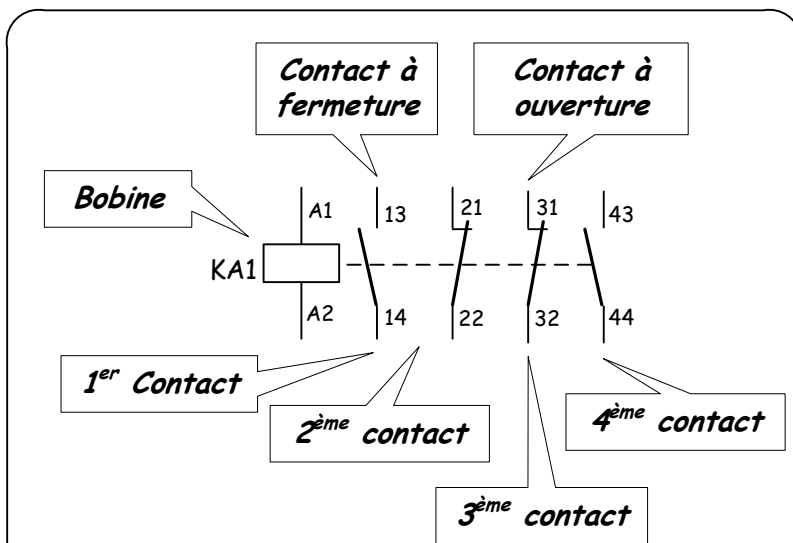 Contact à
fermeture
Contact à
ouverture
Bobine
A1
13
21
31
43
KA1
A2
14
22
32
44
1er Contact
2ème contact
4ème contact
3ème contact